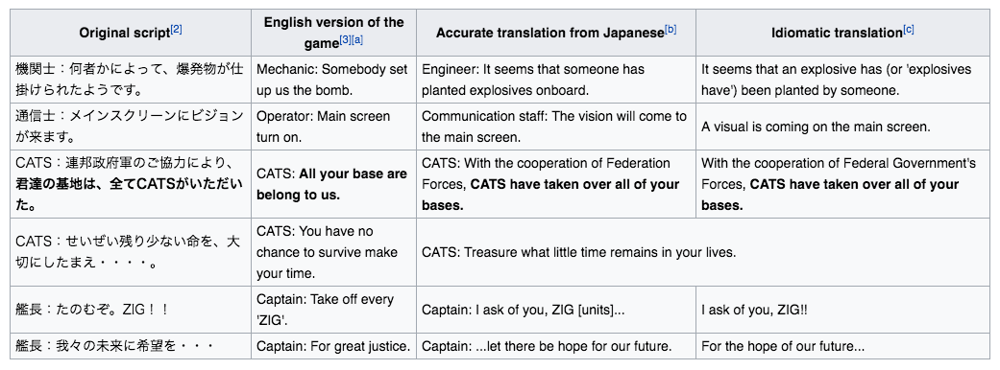 Original script[2]
English version of the
game[3][a]
Accurate translation from Japanese[b]
Idiomatic translation[c]
機関士：何者かによって、爆発物が仕
掛けられたようです。
Mechanic: Somebody set
up us the bomb.
Engineer: It seems that someone has
planted explosives onboard.
It seems that an explosive has (or 'explosives
have') been planted by someone.
通信士：メインスクリーンにビジョン
が来ます。
Operator: Main screen
turn on.
Communication staff: The vision will come to
the main screen.
A visual is coming on the main screen.
CATS：連邦政府軍のご協力により、
君達の基地は、全てCATSがいただい
た。
CATS: All your base are
belong to us.
CATS: With the cooperation of Federation
Forces, CATS have taken over all of your
bases.
With the cooperation of Federal Government's
Forces, CATS have taken over all of your
bases.
CATS：せいぜい残り少ない命を、大
切にしたまえ・・・・。
CATS: You have no
chance to survive make
your time.
CATS: Treasure what little time remains in your lives.
艦長：たのむぞ。ZIG！！
Captain: Take off every
'ZIG'.
Captain: I ask of you, ZIG [units]...
I ask of you, ZIG!!
艦長：我々の未来に希望を・・・
Captain: For great justice.
Captain: ...let there be hope for our future.
For the hope of our future...